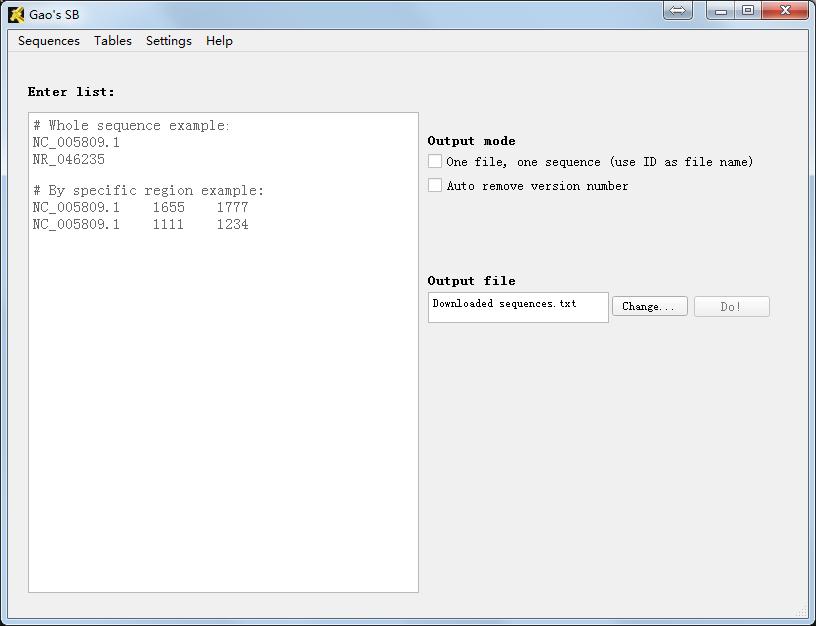 Gao's SB
Sequences Tables Settings Help
Enter list:
# Whole sequence example:
NC_005809.1
NR_046235
# By specific region example:
NC_005809.1 1655 1777
NC_005809.1 1111 1234
Output mode
One file, one sequence (use ID as file name)
Auto remove version number
Output file
Downloaded sequences.txt Change... Do!